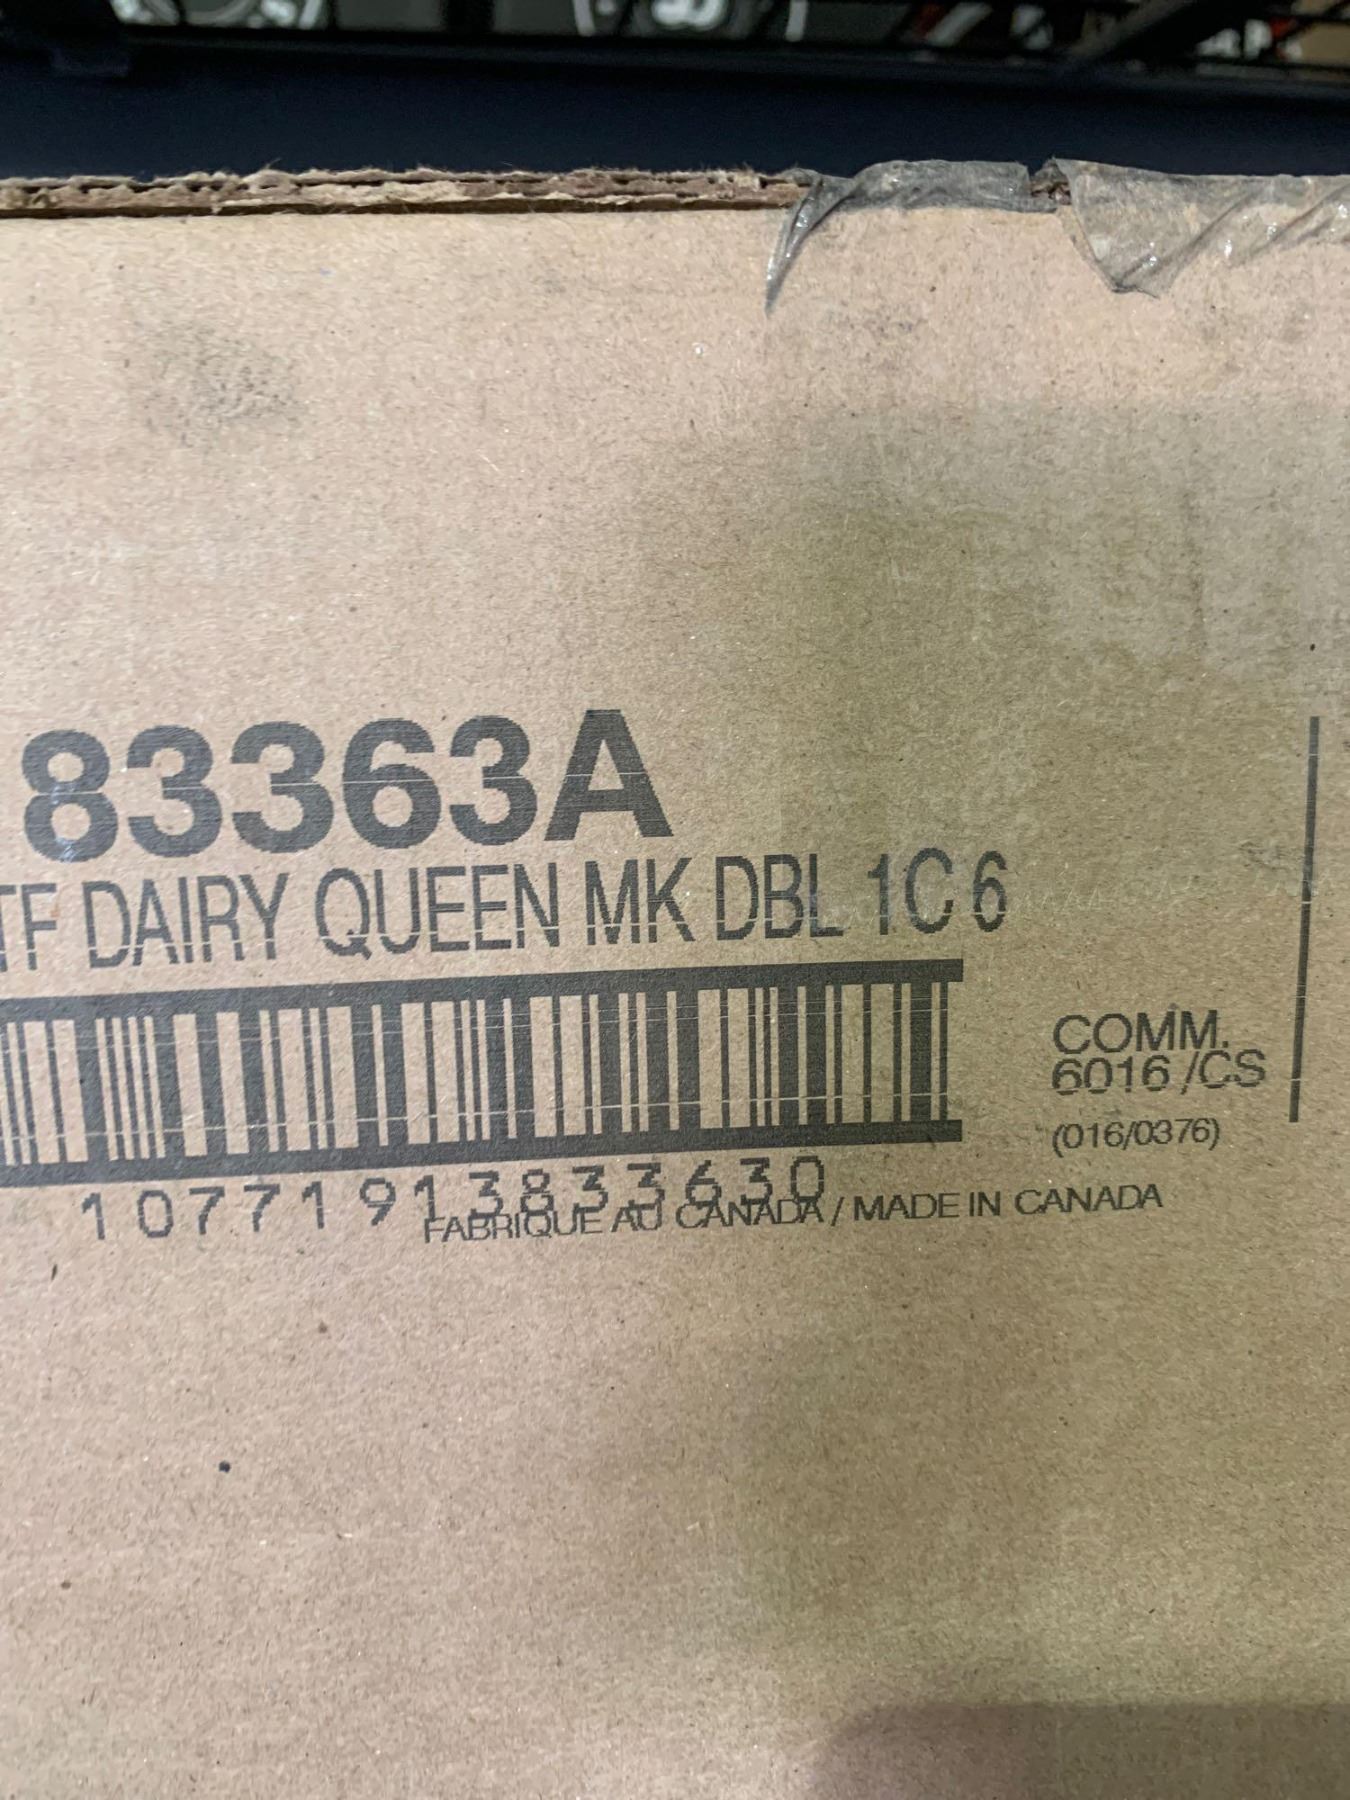 83363A
TF DAIRY QUEEN MK DBL 1C 6
COMM.
6016 /CS
(016/0376)
10771913833630
FABRIQUE AU CANADA / MADE IN CANADA